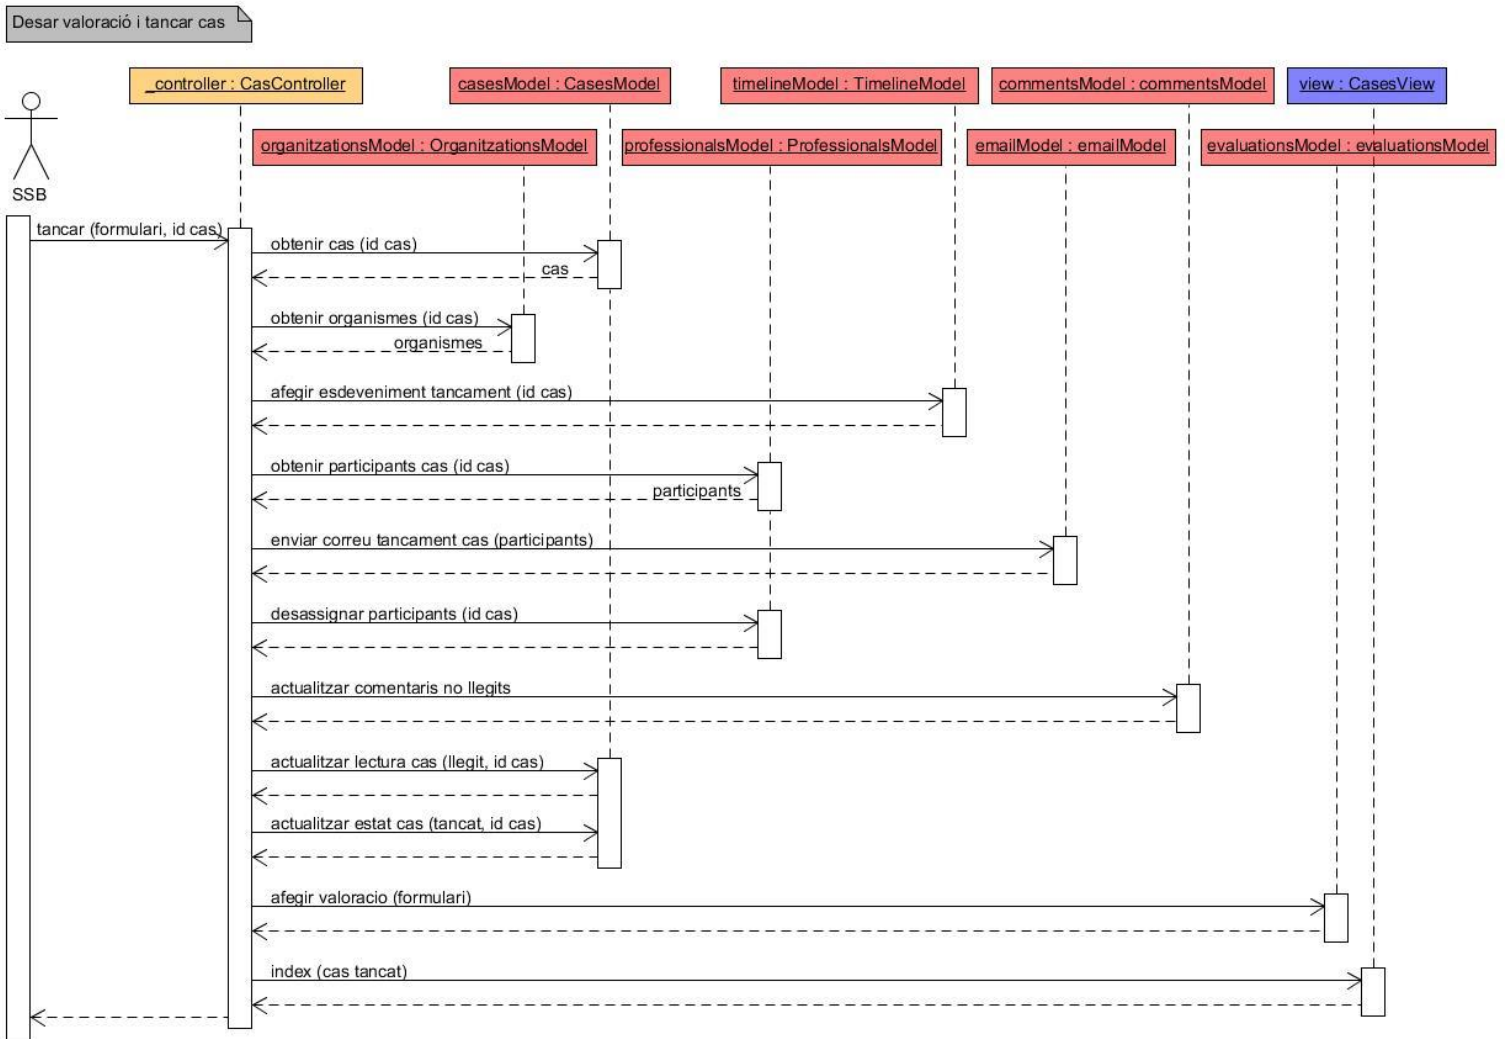 Desar valoració i tancar cas
_controller : CasController
casesModel : CasesModel
timelineModel : TimelineModel
commentsModel : commentsModel
view : CasesView
organitzationsModel : OrganitzationsModel
professionalsModel : ProfessionalsModel
emailModel : emailModel
evaluationsModel : evaluationsModel
SSB
tancar (formulari, id cas)
obtenir cas (id cas)
cas
obtenir organismes (id cas)
organismes
afegir esdeveniment tancament (id cas)
obtenir participants cas (id cas)
participants
enviar correu tancament cas (participants)
desassignar participants (id cas)
actualitzar comentaris no llegits
actualitzar lectura cas (llegit, id cas)
actualitzar estat cas (tancat, id cas)
afegir valoracio (formulari)
index (cas tancat)